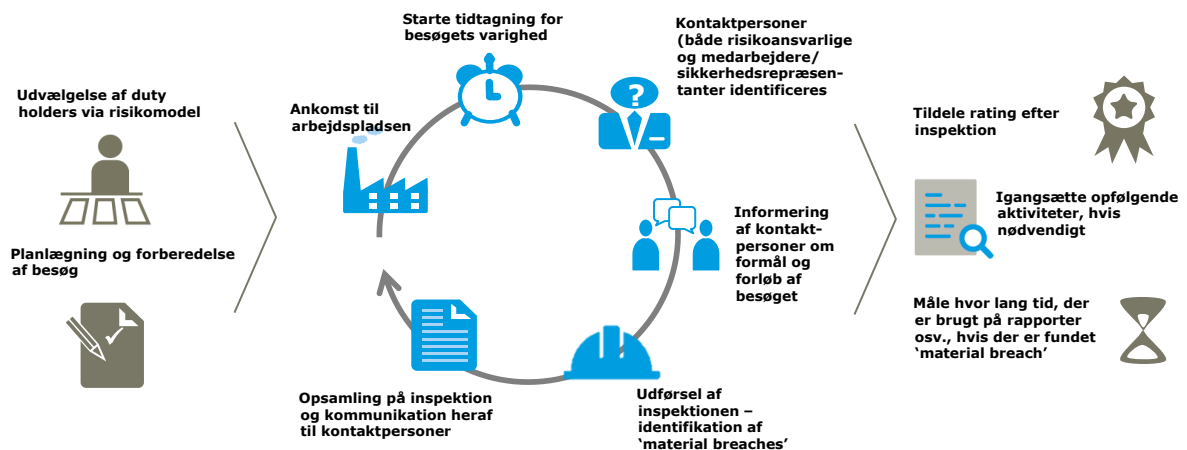 Udvælgelse af duty
holders via risikomodel
Planlægning og forberedelse
af besøg
Ankomst til
arbejdspladsen
Starte tidtagning for
besøgets varighed
Kontaktpersoner
(både risikoansvarlige
og medarbejdere/
sikkerhedsrepræsen-
tanter identificeres
?
Informering
af kontakt-
personer om
formål og
forløb af
besøget
Udførsel af
inspektionen –
identifikation af
‘material breaches’
Opsamling på inspektion
og kommunikation heraf
til kontaktpersoner
Tildele rating efter
inspektion
Igangsætte opfølgende
aktiviteter, hvis
nødvendigt
Måle hvor lang tid, der
er brugt på rapporter
osv., hvis der er fundet
‘material breach’